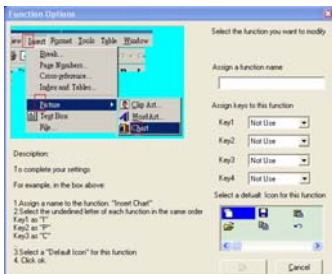 Function Options
Insert Format Tools Table Window
Break...
Page Numbers...
Cross-reference...
Index and Tables...
Picture
Text Box
File...
Clip Art...
WordArt...
Chart
Description:
To complete your settings
For example, in the box above:
1.Assign a name to the function. "Insert Chart"
2.Select the underlined letter of each function in the same order
Key1 as "I"
Key2 as "P"
Key3 as "C"
3.Select a "Default Icon" for this function
4. Click ok.
Select the function you want to modify
Assign a function name
Assign keys to this function
Key1 Not Use
Key2 Not Use
Key3 Not Use
Key4 Not Use
Select a default Icon for this function
Ok
Cancel